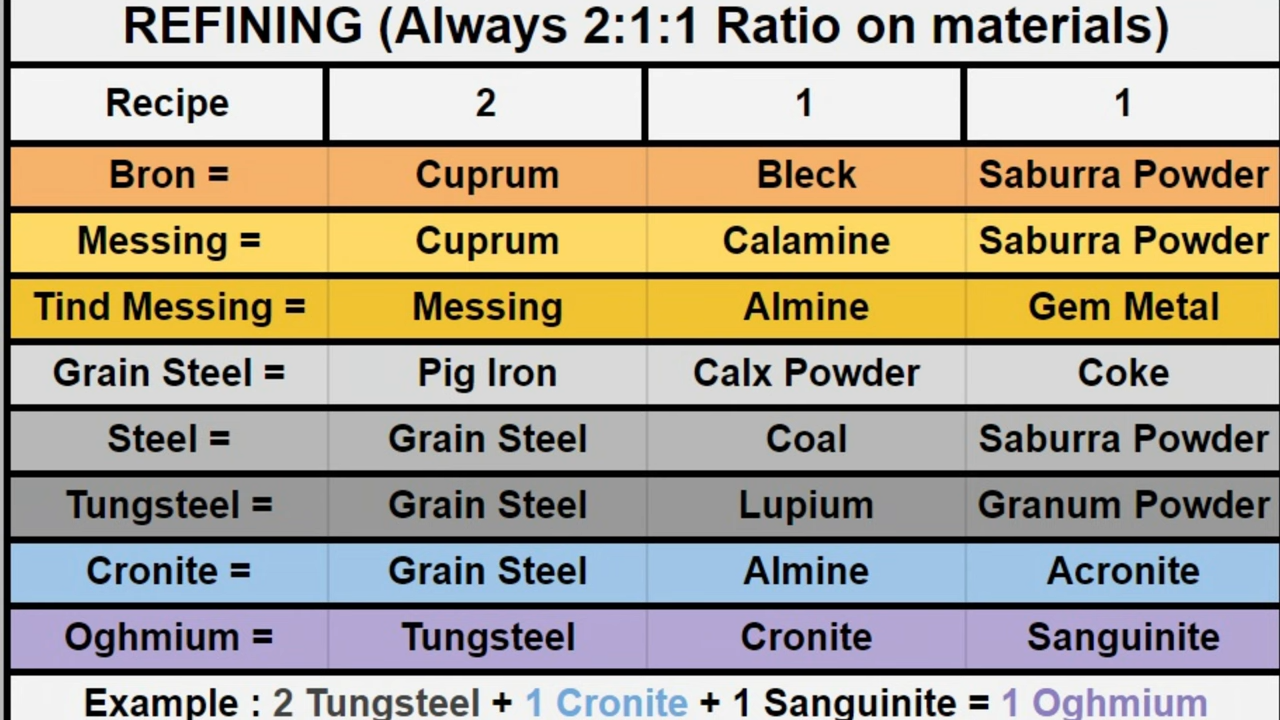 REFINING (Always 2:1:1 Ratio on materials)
Recipe 2 1 1
Bron = Cuprum Bleck Saburra Powder
Messing = Cuprum Calamine Saburra Powder
Tind Messing = Messing Almine Gem Metal
Grain Steel = Pig Iron Calx Powder Coke
Steel = Grain Steel Coal Saburra Powder
Tungsteel = Grain Steel Lupium Granum Powder
Cronite = Grain Steel Almine Acronite
Oghmium = Tungsteel Cronite Sanguinite
Example : 2 Tungsteel + 1 Cronite + 1 Sanguinite = 1 Oghmium